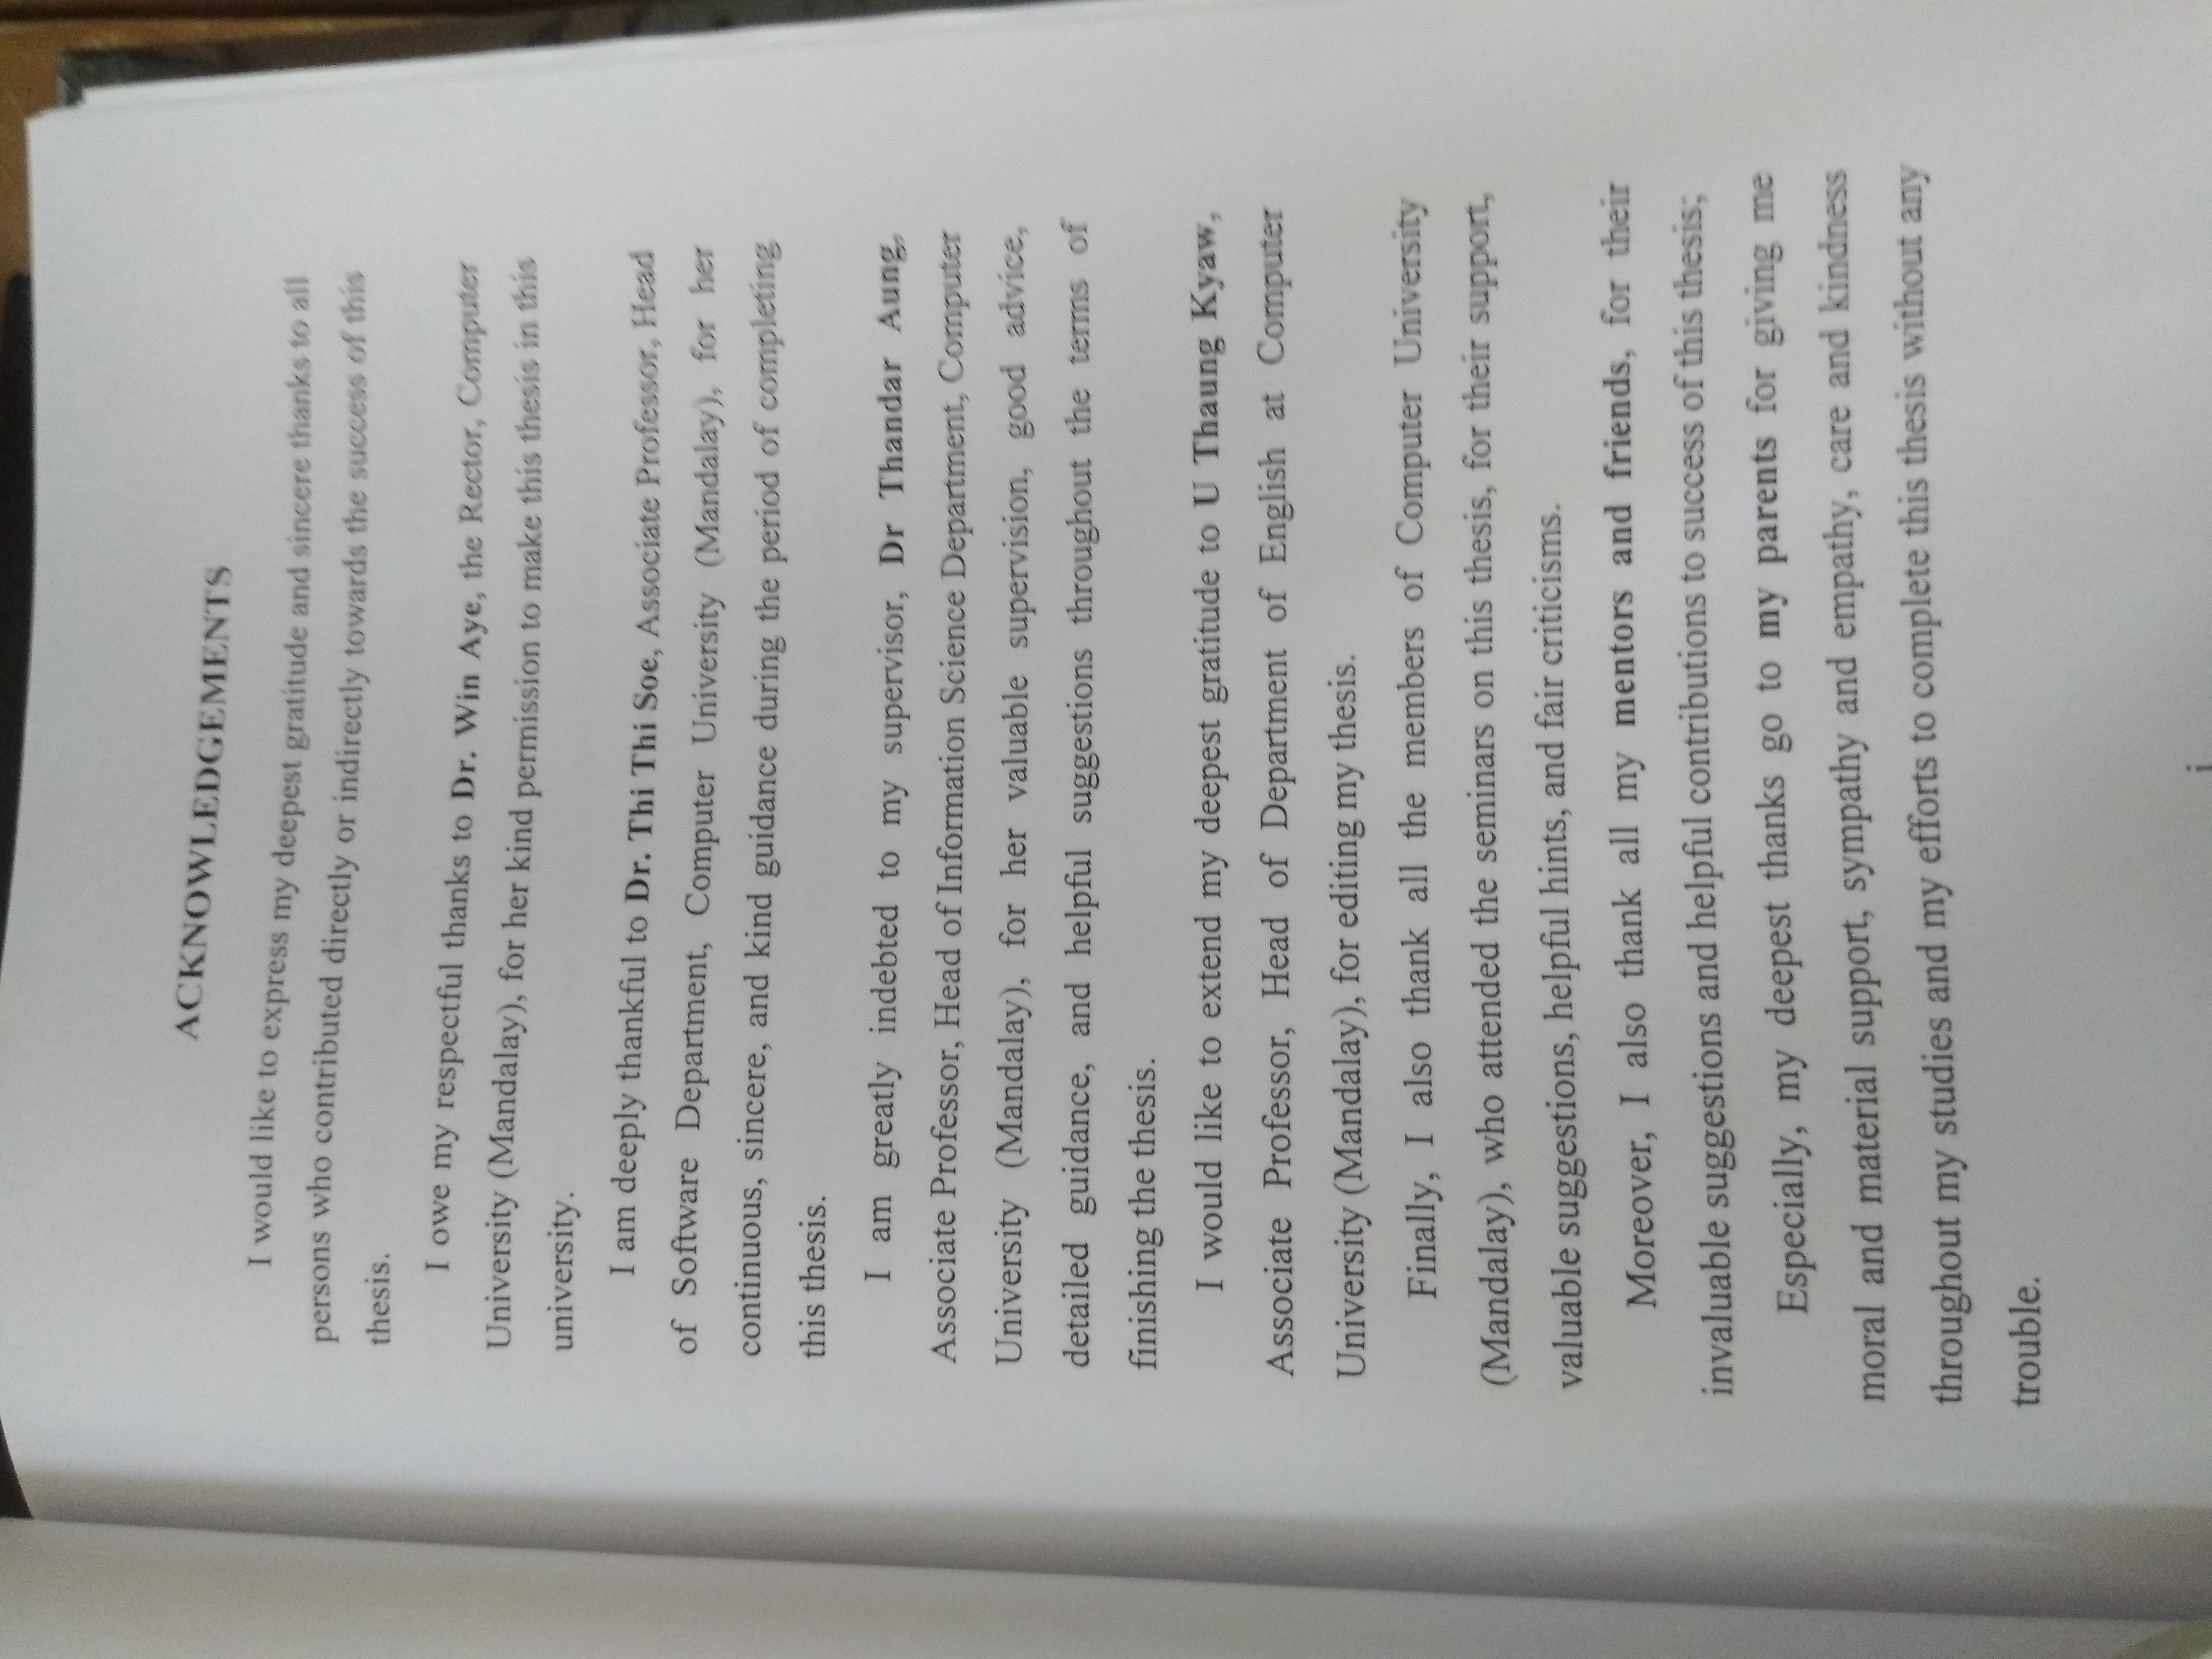 ACKNOWLEDGEMENTS
I would like to express my deepest gratitude and sincere thanks to all
persons who contributed directly or indirectly towards the success of this
thesis.
I owe my respectful thanks to Dr. Win Aye, the Rector, Computer
University (Mandalay), for her kind permission to make this thesis in this
university.
I am deeply thankful to Dr. Thi Thi Soe, Associate Professor, Head
of Software Department, Computer University (Mandalay), for her
continuous, sincere, and kind guidance during the period of completing
this thesis.
I am greatly indebted to my supervisor, Dr Thandar Aung,
Associate Professor, Head of Information Science Department, Computer
University (Mandalay), for her valuable supervision, good advice,
detailed guidance, and helpful suggestions throughout the terms of
finishing the thesis.
I would like to extend my deepest gratitude to U Thaung Kyaw,
Associate Professor, Head of Department of English at Computer
University (Mandalay), for editing my thesis.
Finally, I also thank all the members of Computer University
(Mandalay), who attended the seminars on this thesis, for their support,
valuable suggestions, helpful hints, and fair criticisms.
Moreover, I also thank all my mentors and friends, for their
invaluable suggestions and helpful contributions to success of this thesis;
Especially, my deepest thanks go to my parents for giving me
moral and material support, sympathy and empathy, care and kindness
throughout my studies and my efforts to complete this thesis without any
trouble.
i